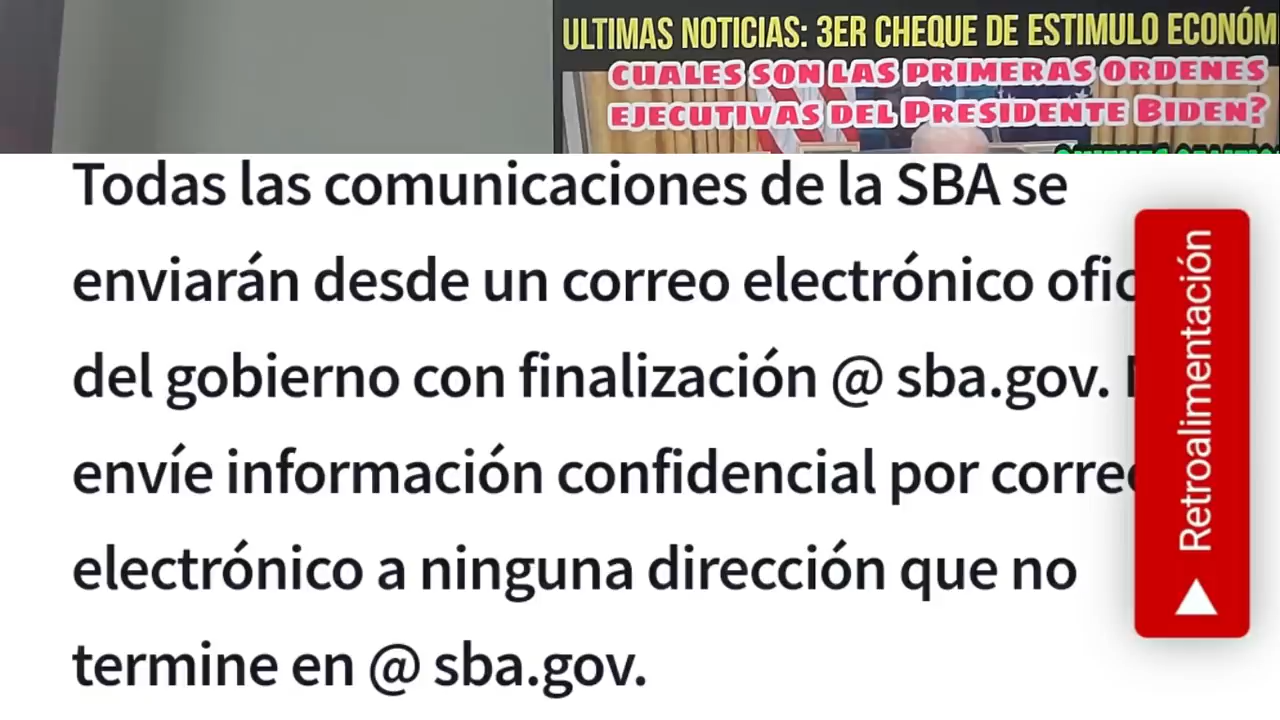 ULTIMAS NOTICIAS: 3ER CHEQUE DE ESTIMULO ECONÓM
CUALES SON LAS PRIMERAS ORDENES
EJECUTIVAS DEL PRESIDENTE BIDEN?
Todas las comunicaciones de la SBA se
enviarán desde un correo electrónico ofic
del gobierno con finalización @ sba.gov.
envíe información confidencial por corre
electrónico a ninguna dirección que no
termine en @ sba.gov.
Retroalimentación